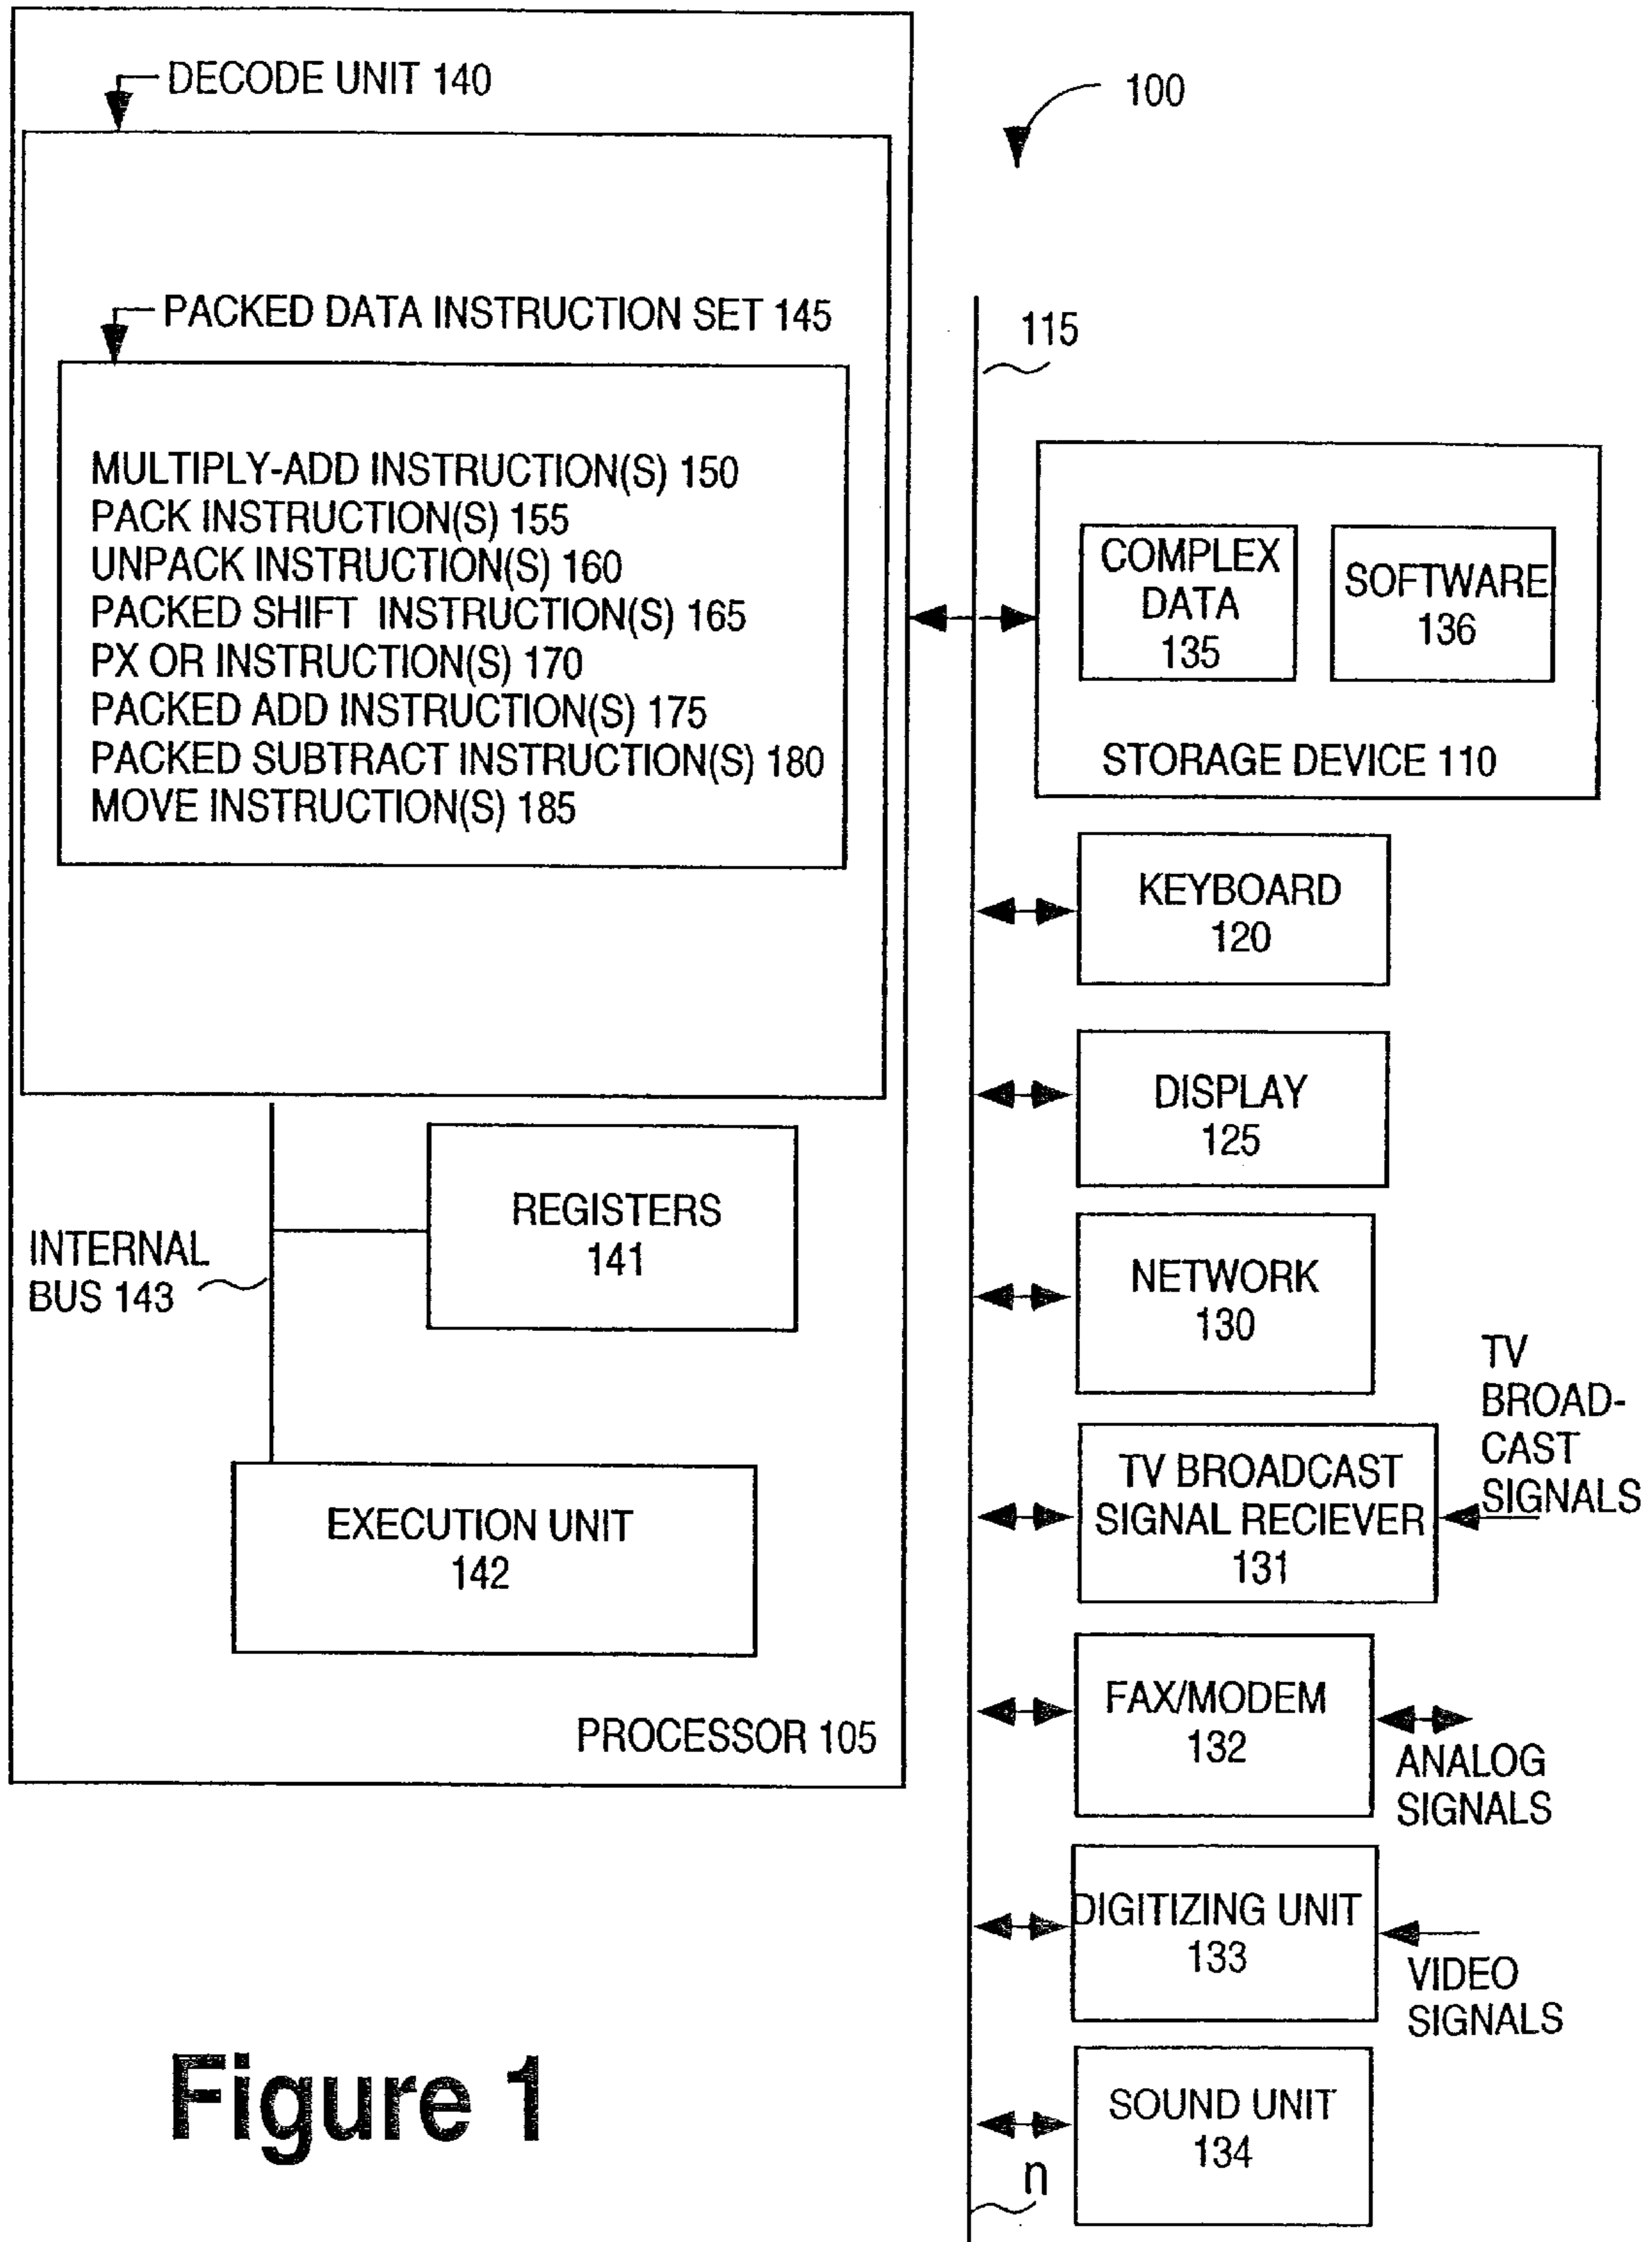 DECODE UNIT 140
100
PACKED DATA INSTRUCTION SET 145
115
MULTIPLY-ADD INSTRUCTION(S) 150
PACK INSTRUCTION(S) 155
UNPACK INSTRUCTION(S) 160
PACKED SHIFT INSTRUCTION(S) 165
PX OR INSTRUCTION(S) 170
PACKED ADD INSTRUCTION(S) 175
PACKED SUBTRACT INSTRUCTION(S) 180
MOVE INSTRUCTION(S) 185
COMPLEX
DATA
135
SOFTWARE
136
STORAGE DEVICE 110
KEYBOARD
120
DISPLAY
125
REGISTERS
141
INTERNAL
BUS 143
NETWORK
130
TV
BROAD-
CAST
SIGNALS
TV BROADCAST
SIGNAL RECIEVER
131
EXECUTION UNIT
142
PROCESSOR 105
FAX/MODEM
132
ANALOG
SIGNALS
DIGITIZING UNIT
133
VIDEO
SIGNALS
SOUND UNIT
134
n
Figure 1